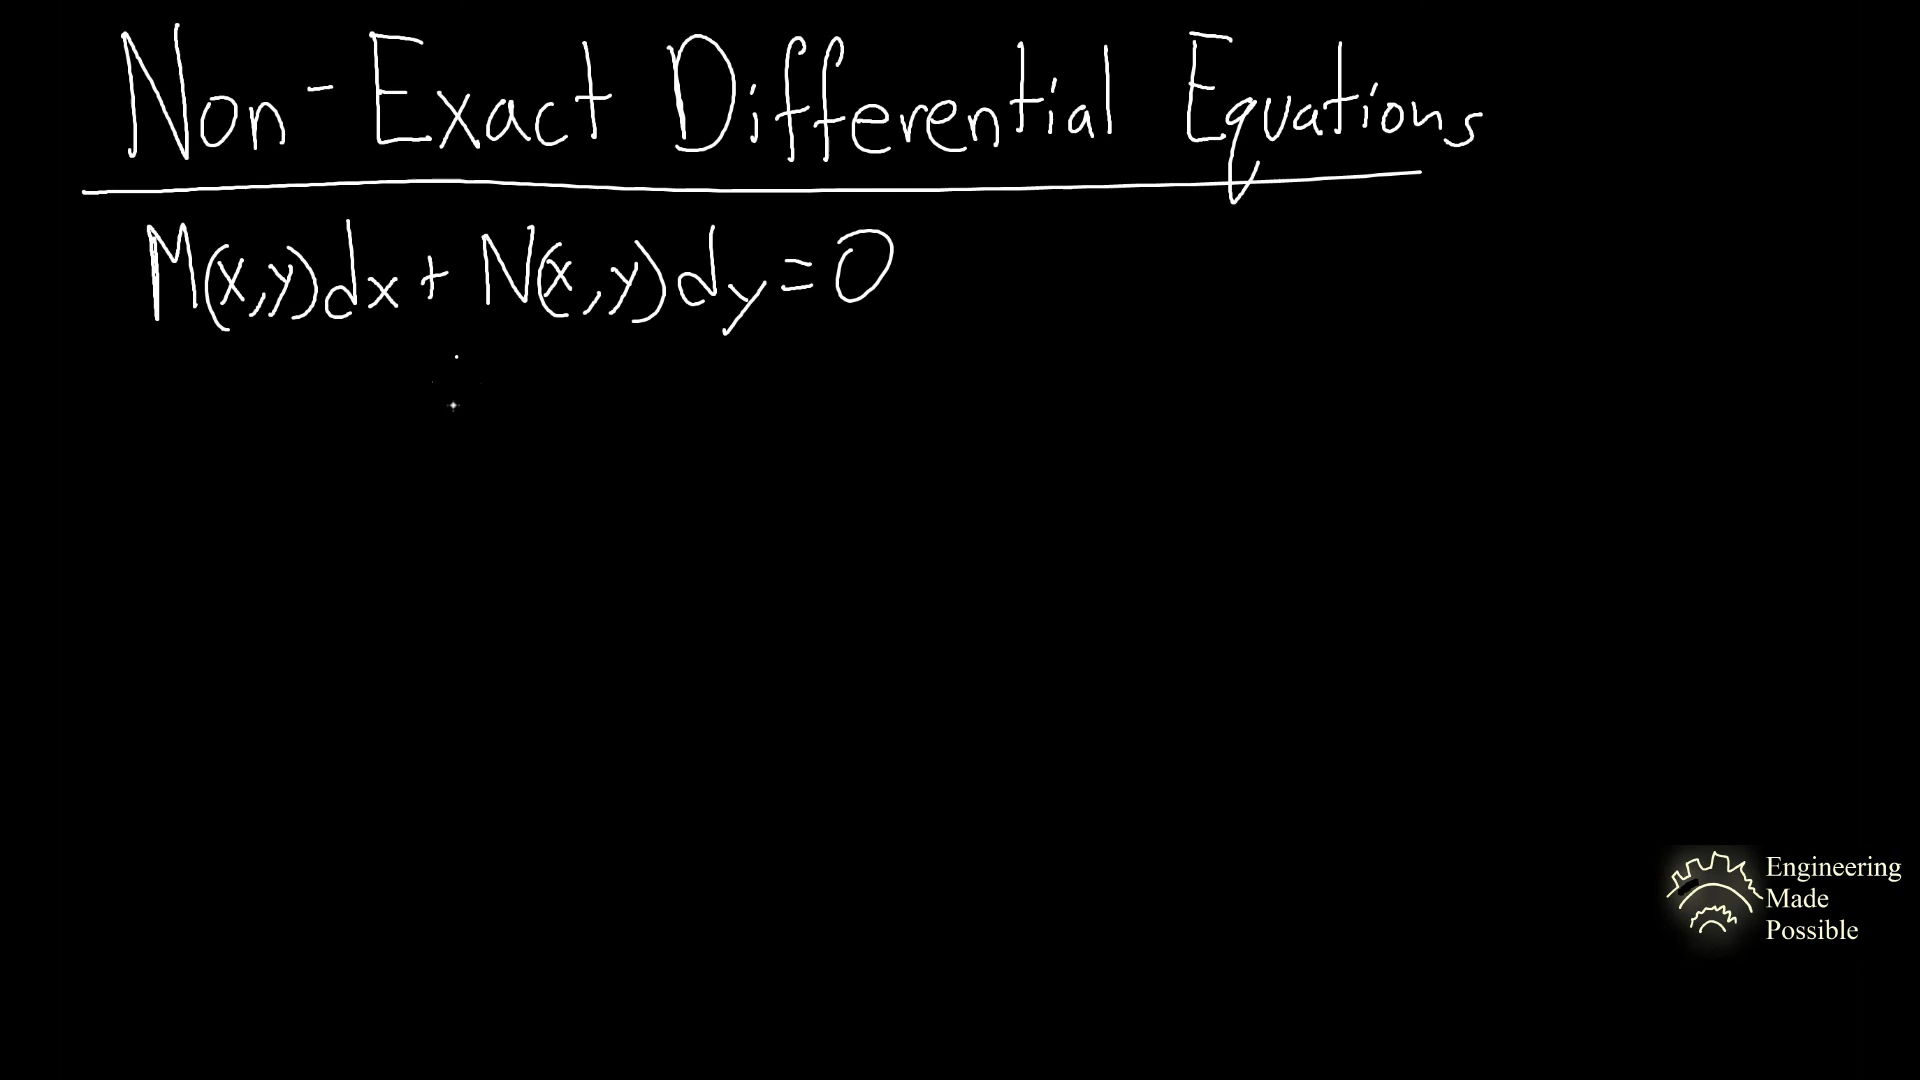 Non-Exact Differential Equations
M(x,y)dx + N(x,y)dy = 0
Engineering
Made
Possible